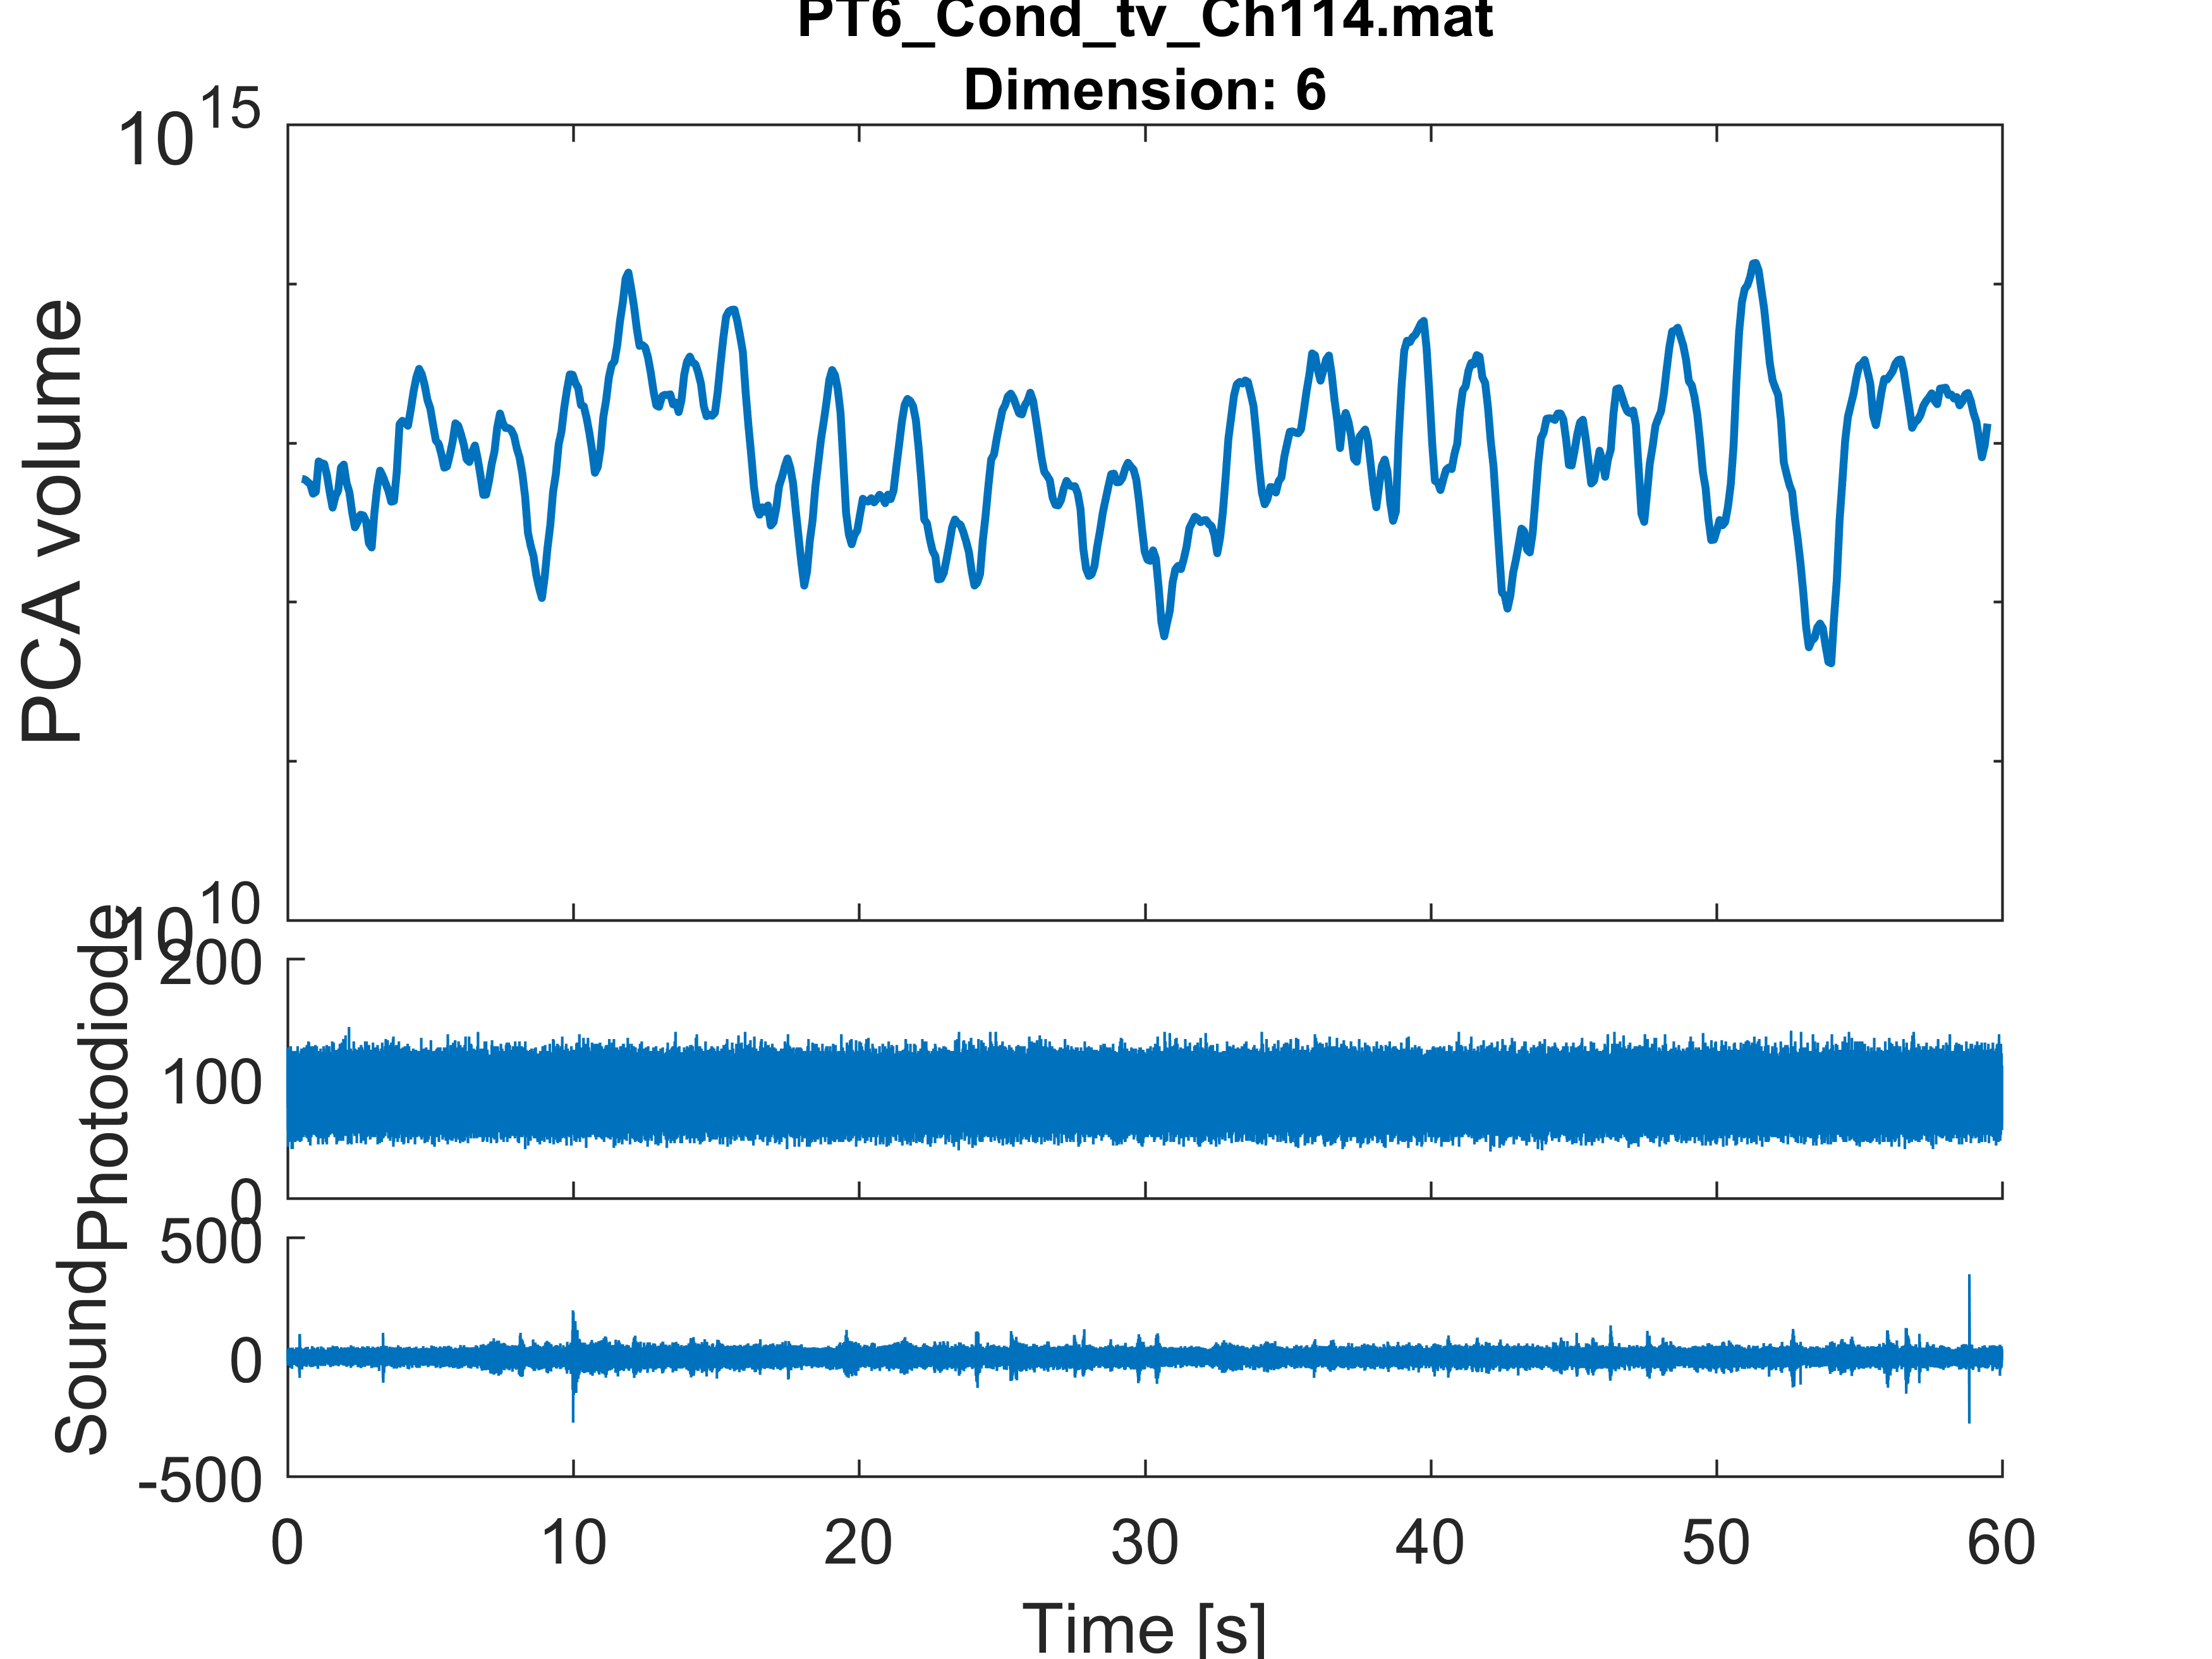 PT6_Cond_tv_Ch114.mat
Dimension: 6
10^15
PCA volume
10^10
200
100
0
Photodiode
500
0
-500
Sound
0 10 20 30 40 50 60
Time [s]